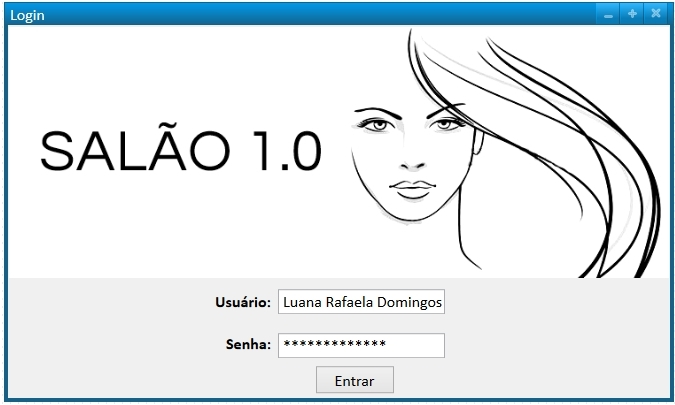 Login
SALÃO 1.0
Usuário: Luana Rafaela Domingos
Senha: *************
Entrar